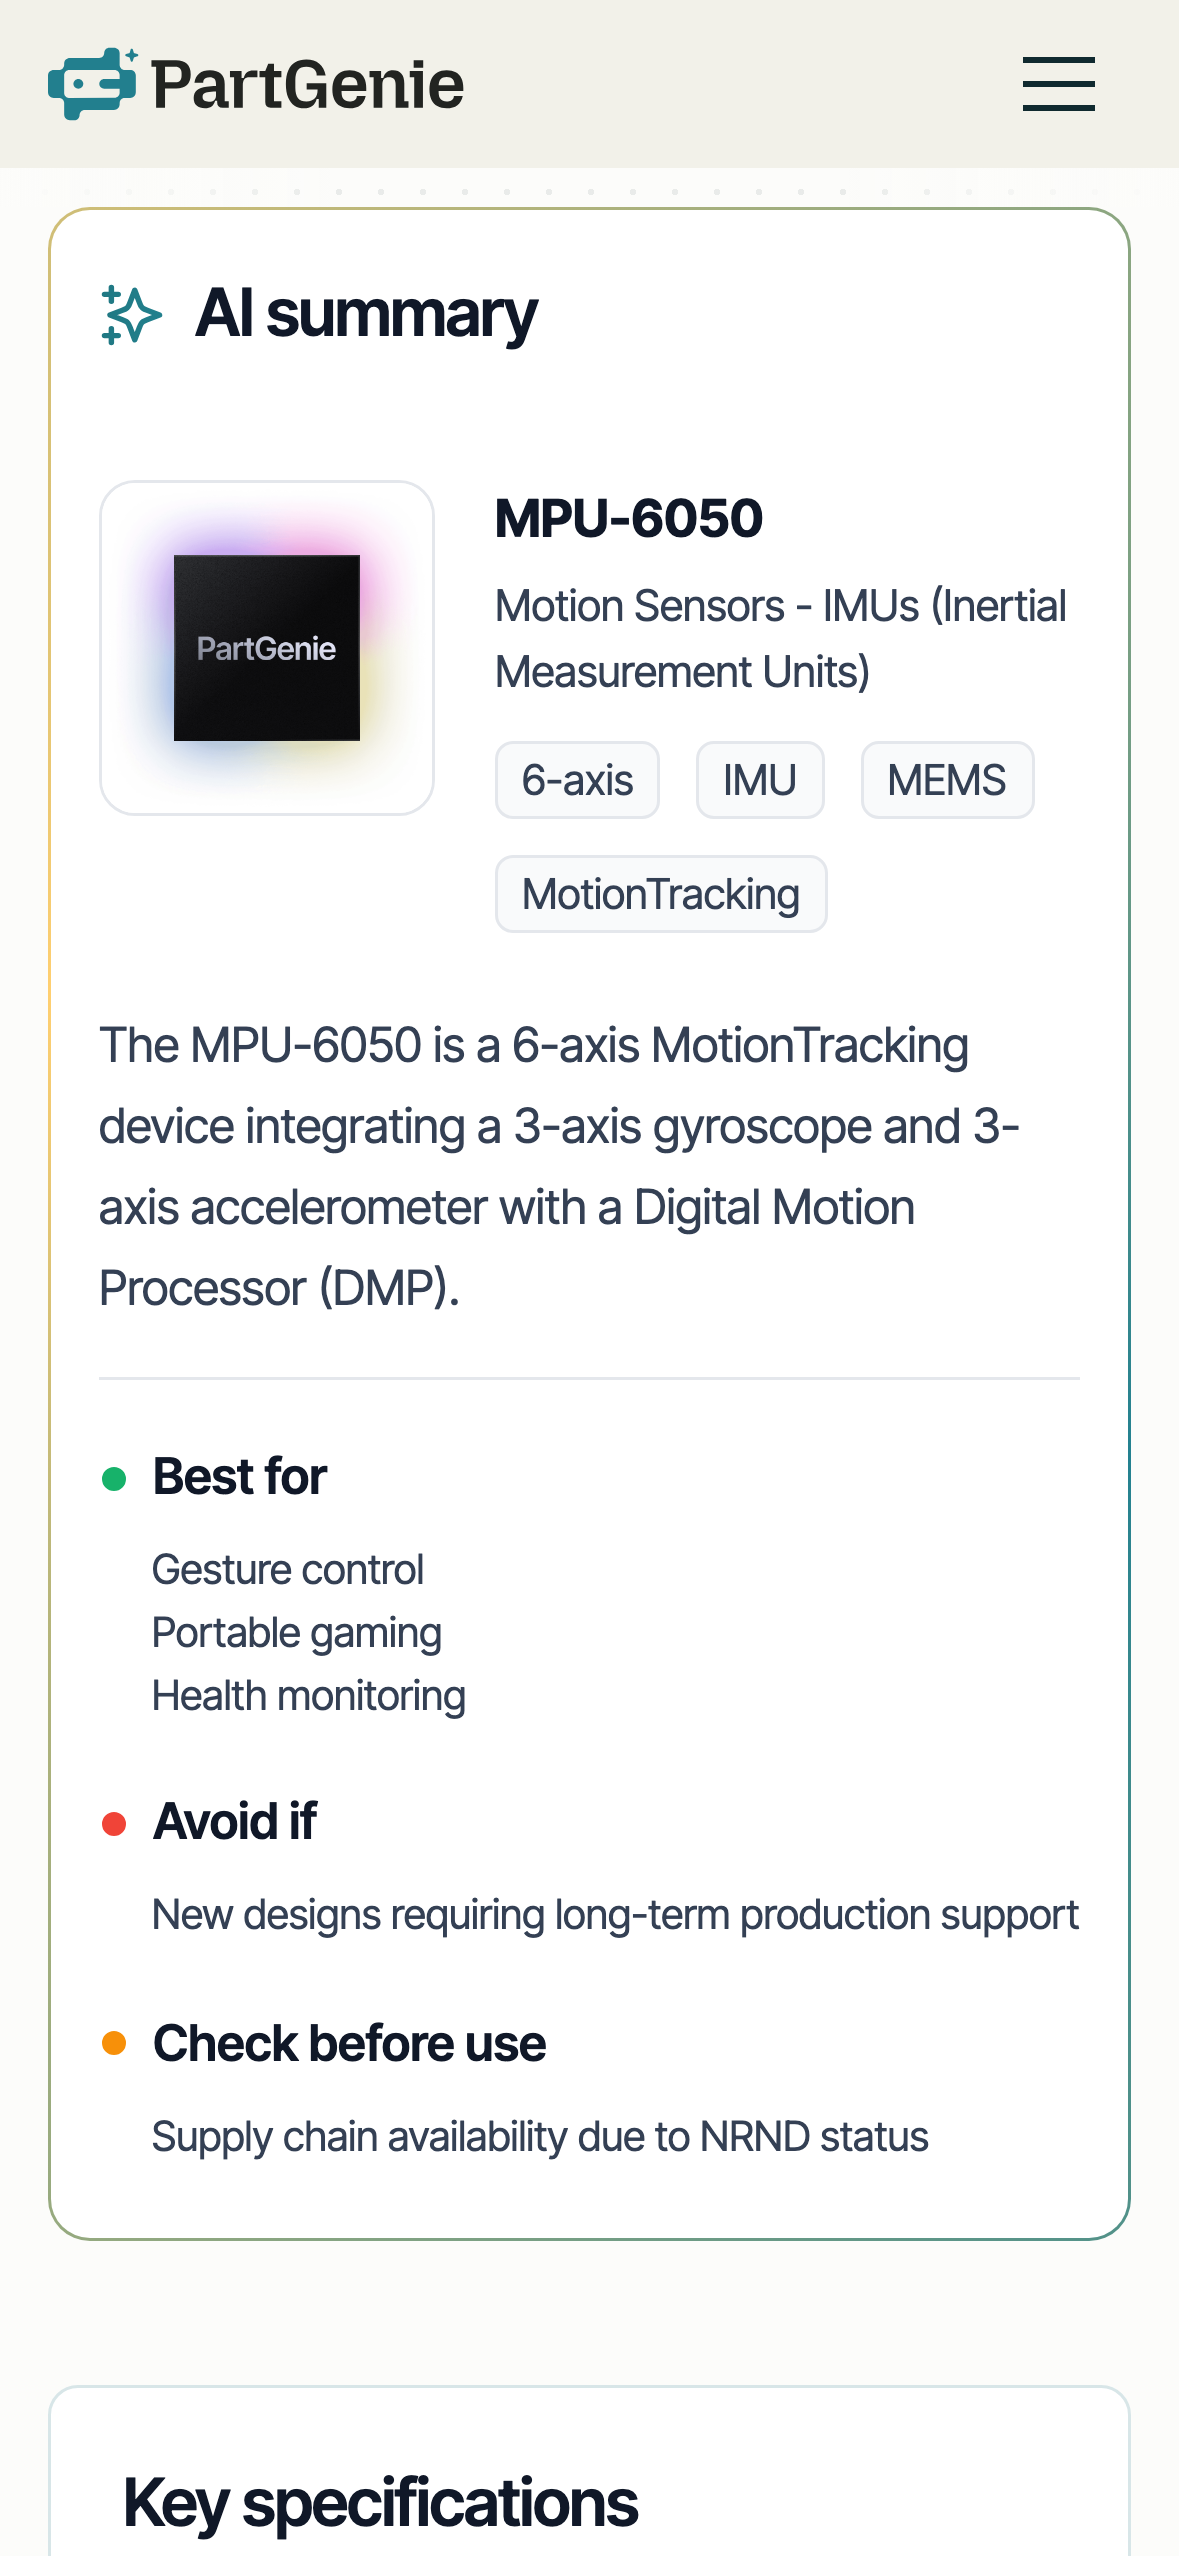 PartGenie
AI summary
PartGenie
MPU-6050
Motion Sensors - IMUs (Inertial
Measurement Units)
6-axis IMU MEMS
MotionTracking
The MPU-6050 is a 6-axis MotionTracking
device integrating a 3-axis gyroscope and 3-
axis accelerometer with a Digital Motion
Processor (DMP).
Best for
Gesture control
Portable gaming
Health monitoring
Avoid if
New designs requiring long-term production support
Check before use
Supply chain availability due to NRND status
Key specifications